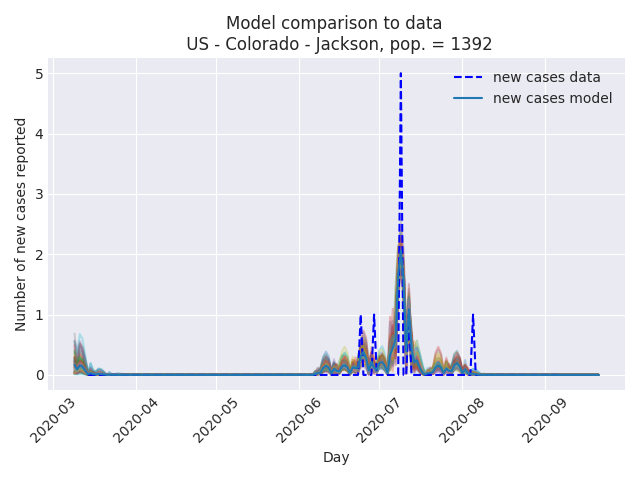 Model comparison to data
US - Colorado - Jackson, pop. = 1392
new cases data
new cases model
Number of new cases reported
5
4
3
2
1
0
2020-03
2020-04
2020-05
2020-06
2020-07
2020-08
2020-09
Day